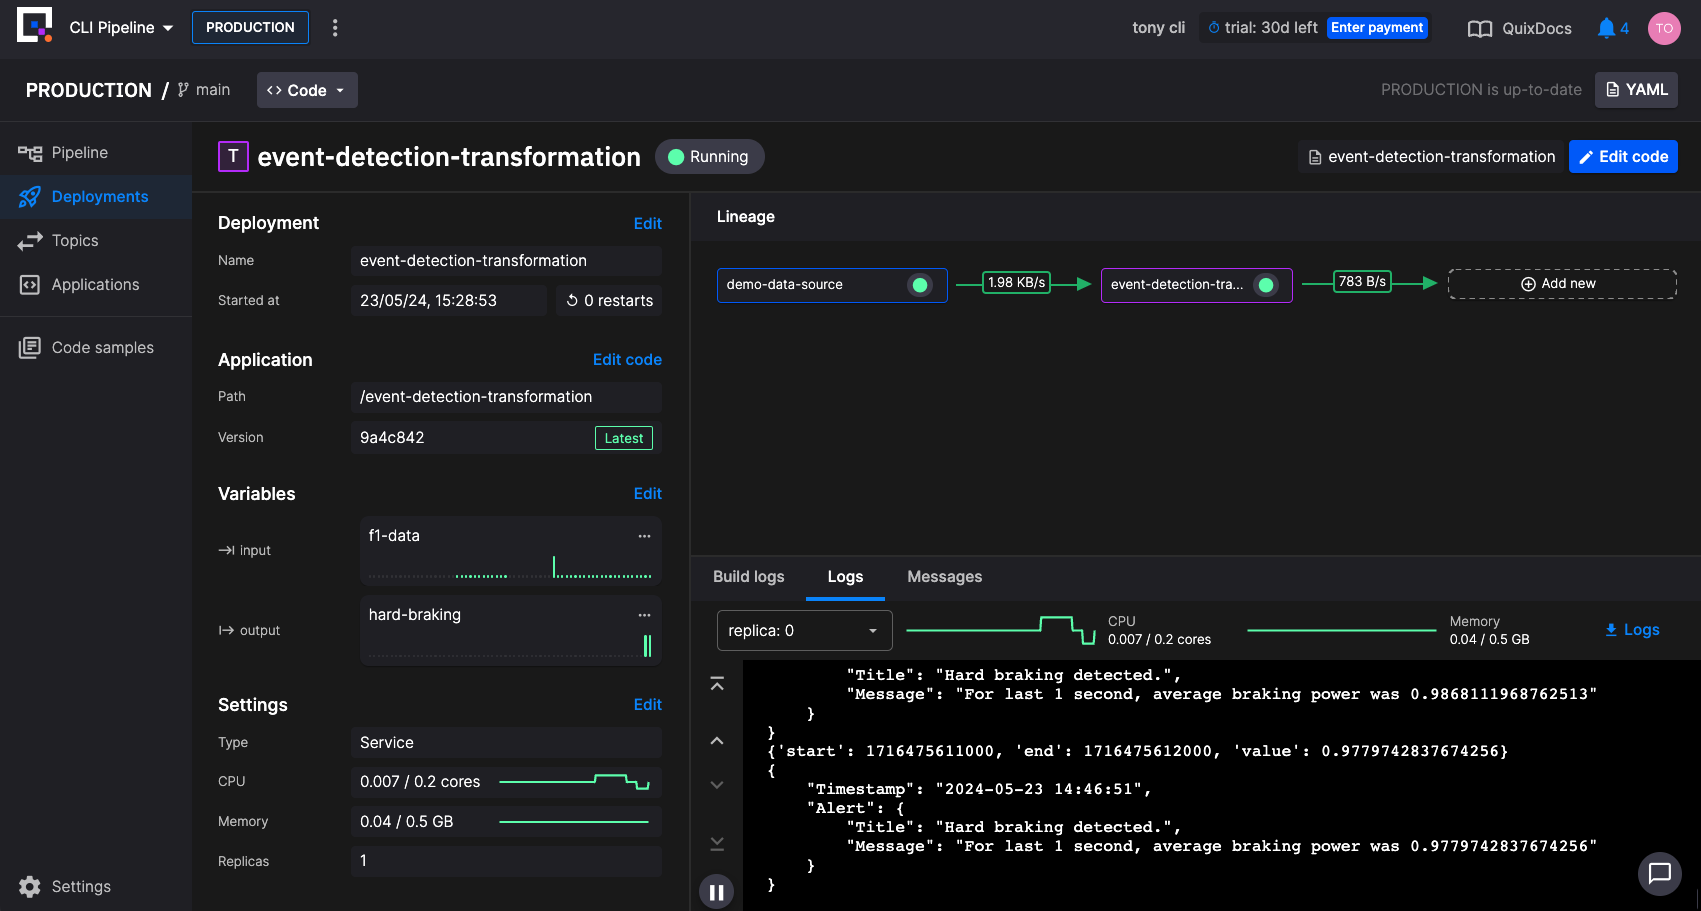 CLI Pipeline
PRODUCTION
tony cli
trial: 30d left
Enter payment
QuixDocs
4
TO
PRODUCTION / main
<> Code
PRODUCTION is up-to-date
YAML
Pipeline
Deployments
Topics
Applications
Code samples
Settings
T event-detection-transformation
Running
event-detection-transformation
Edit code
Deployment
Edit
Name
event-detection-transformation
Started at
23/05/24, 15:28:53
0 restarts
Application
Edit code
Path
/event-detection-transformation
Version
9a4c842
Latest
Variables
Edit
input
f1-data
output
hard-braking
Settings
Edit
Type
Service
CPU
0.007 / 0.2 cores
Memory
0.04 / 0.5 GB
Replicas
1
Lineage
demo-data-source
1.98 KB/s
event-detection-tra...
783 B/s
Add new
Build logs
Logs
Messages
replica: 0
CPU
0.007 / 0.2 cores
Memory
0.04 / 0.5 GB
Logs
"Title": "Hard braking detected.",
"Message": "For last 1 second, average braking power was 0.9868111968762513"
}
}
{'start': 1716475611000, 'end': 1716475612000, 'value': 0.9779742837674256}
{
"Timestamp": "2024-05-23 14:46:51",
"Alert": {
"Title": "Hard braking detected.",
"Message": "For last 1 second, average braking power was 0.9779742837674256"
}
}